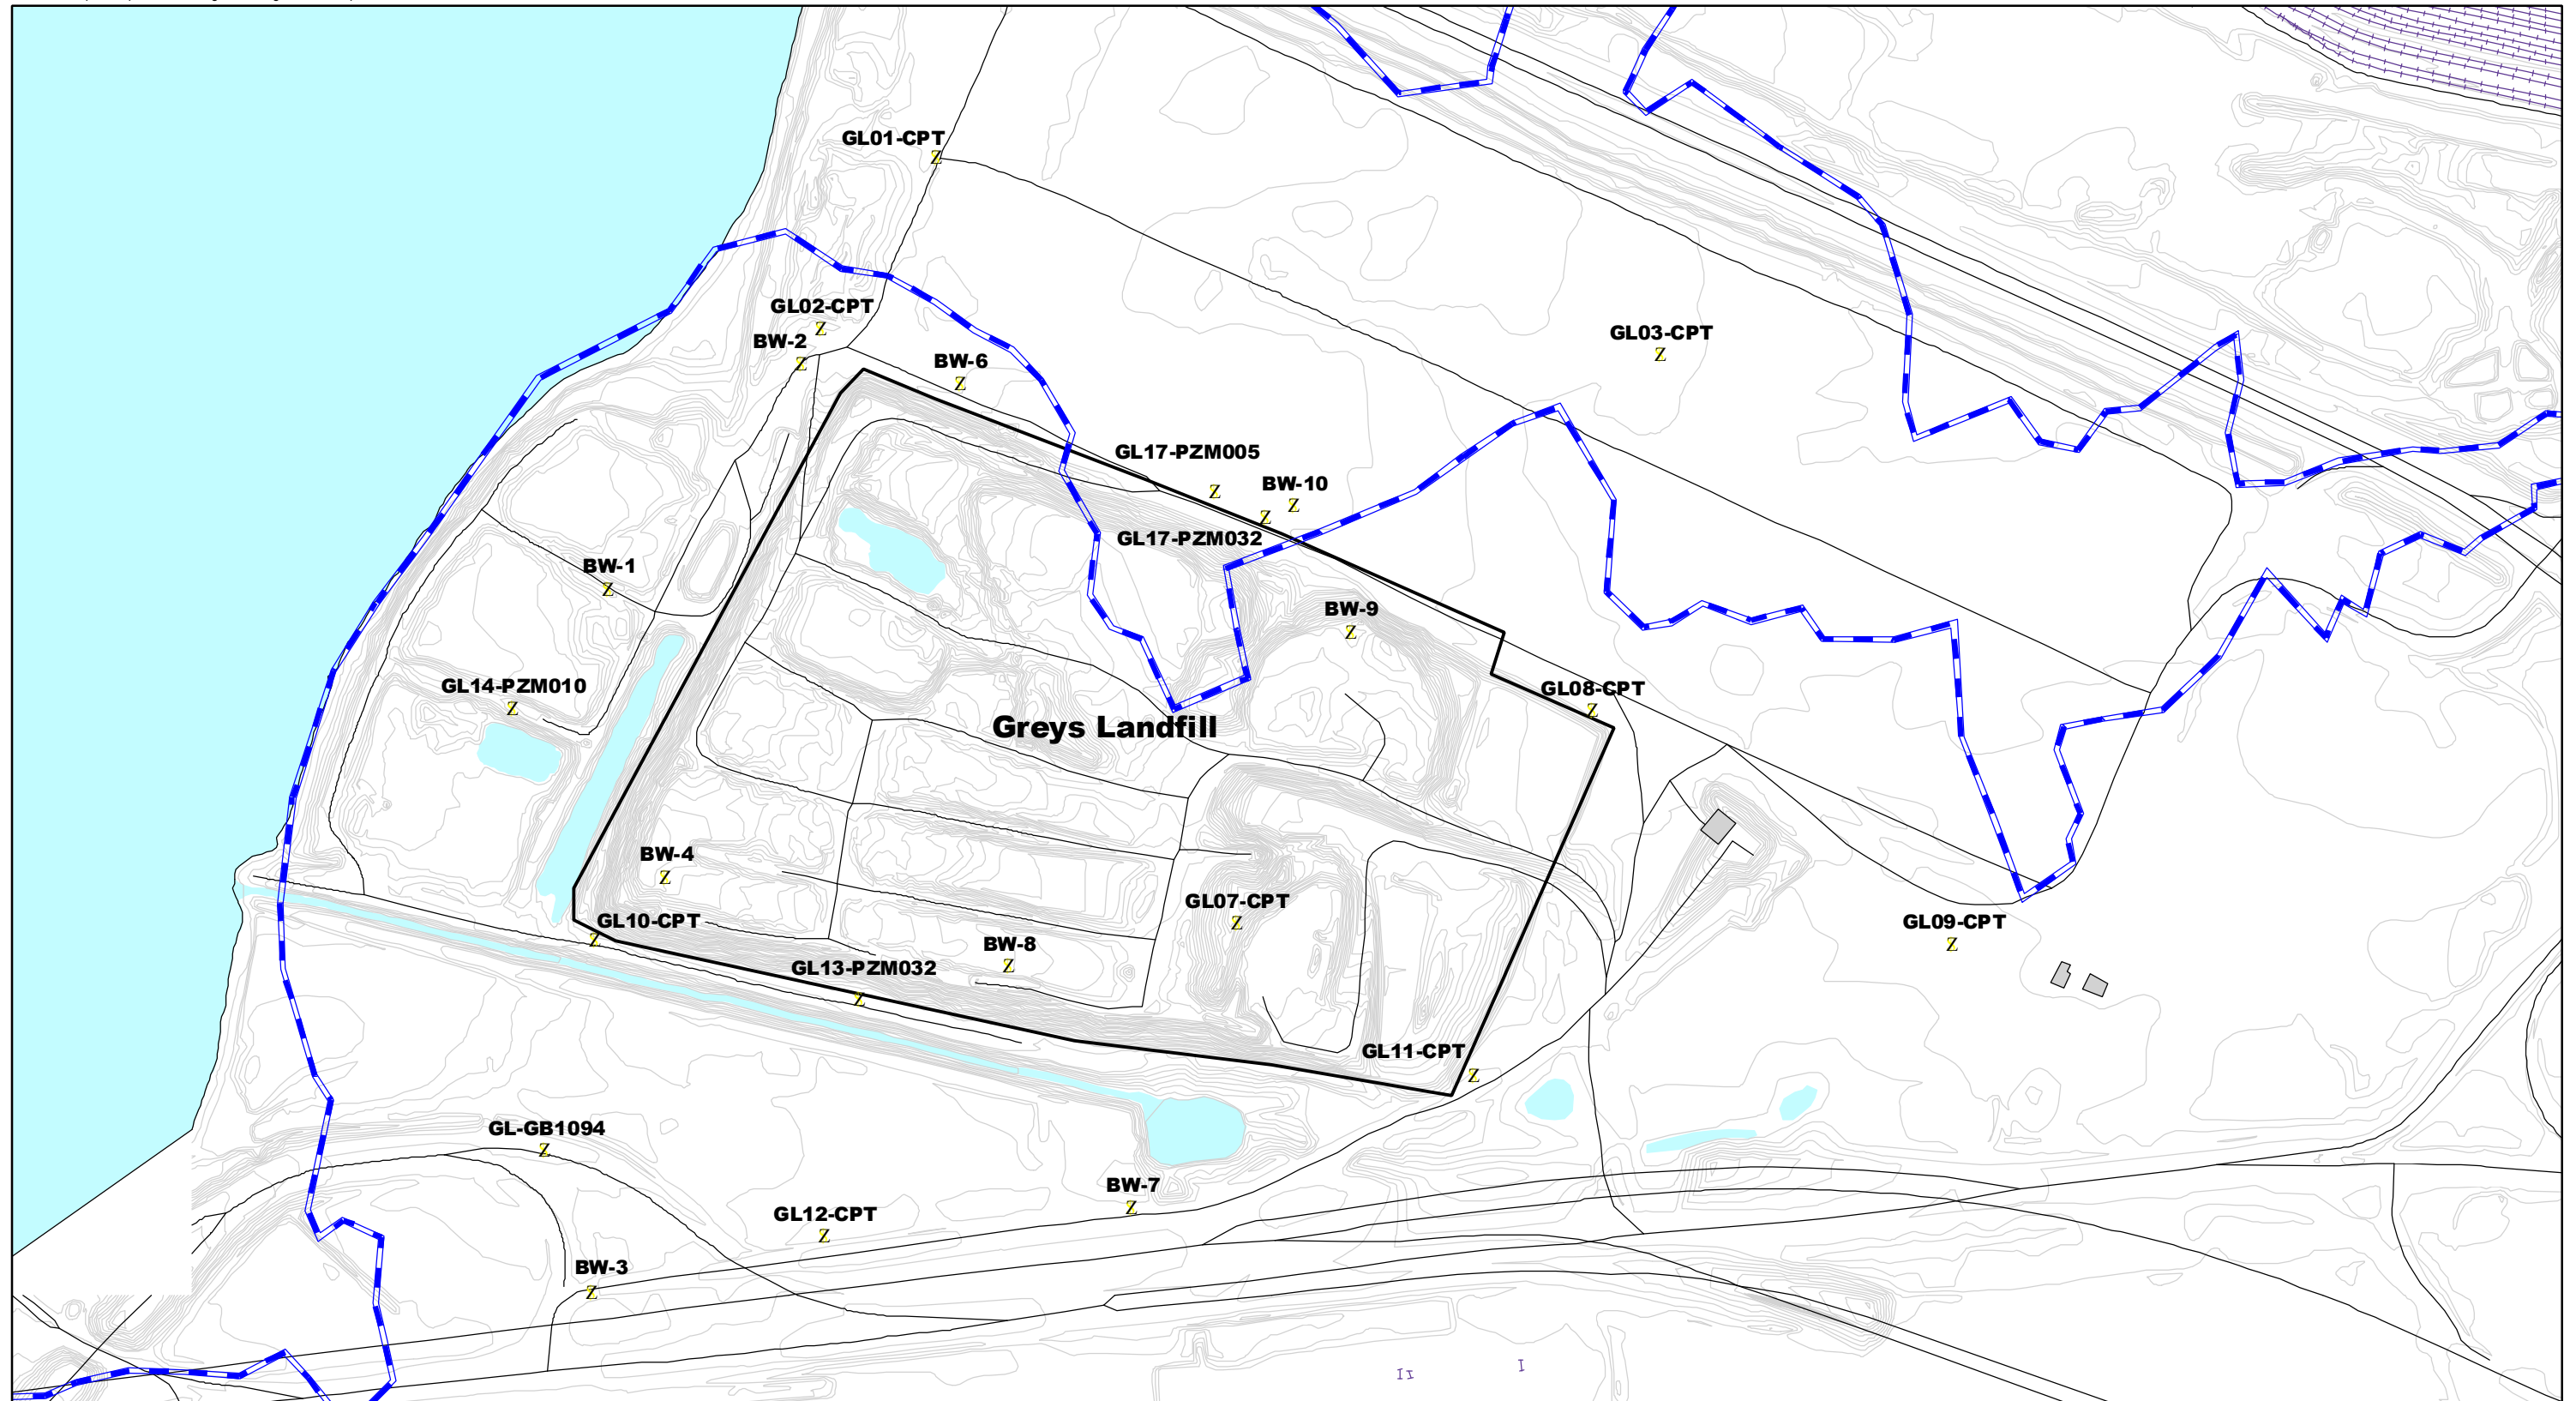 GL01-CPT
GL02-CPT
BW-2
GL03-CPT
BW-6
GL17-PZM005
BW-10
GL17-PZM032
BW-1
BW-9
GL14-PZM010
GL08-CPT
Greys Landfill
BW-4
GL07-CPT
GL10-CPT
GL09-CPT
BW-8
GL13-PZM032
GL11-CPT
GL-GB1094
BW-7
GL12-CPT
BW-3